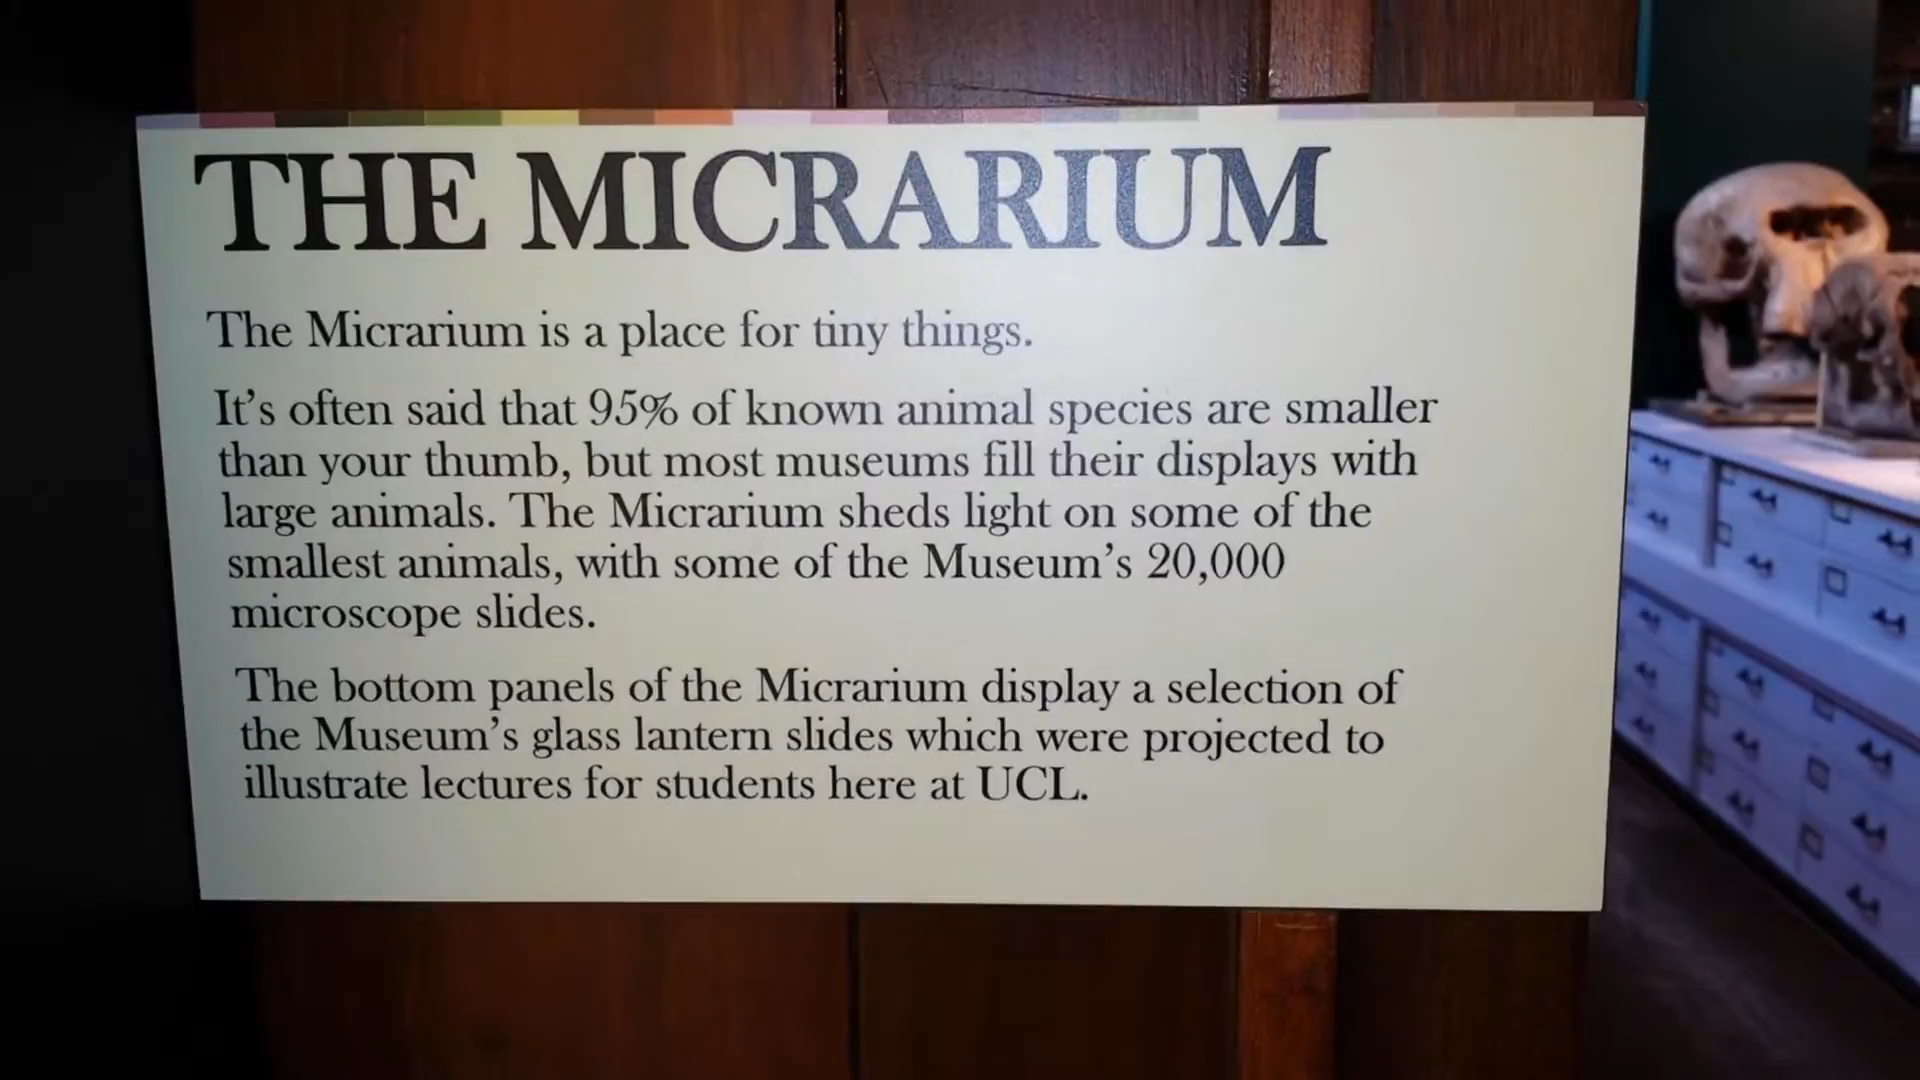 THE MICRARIUM
The Micrarium is a place for tiny things.
It’s often said that 95% of known animal species are smaller
than your thumb, but most museums fill their displays with
large animals. The Micrarium sheds light on some of the
smallest animals, with some of the Museum’s 20,000
microscope slides.
The bottom panels of the Micrarium display a selection of
the Museum’s glass lantern slides which were projected to
illustrate lectures for students here at UCL.